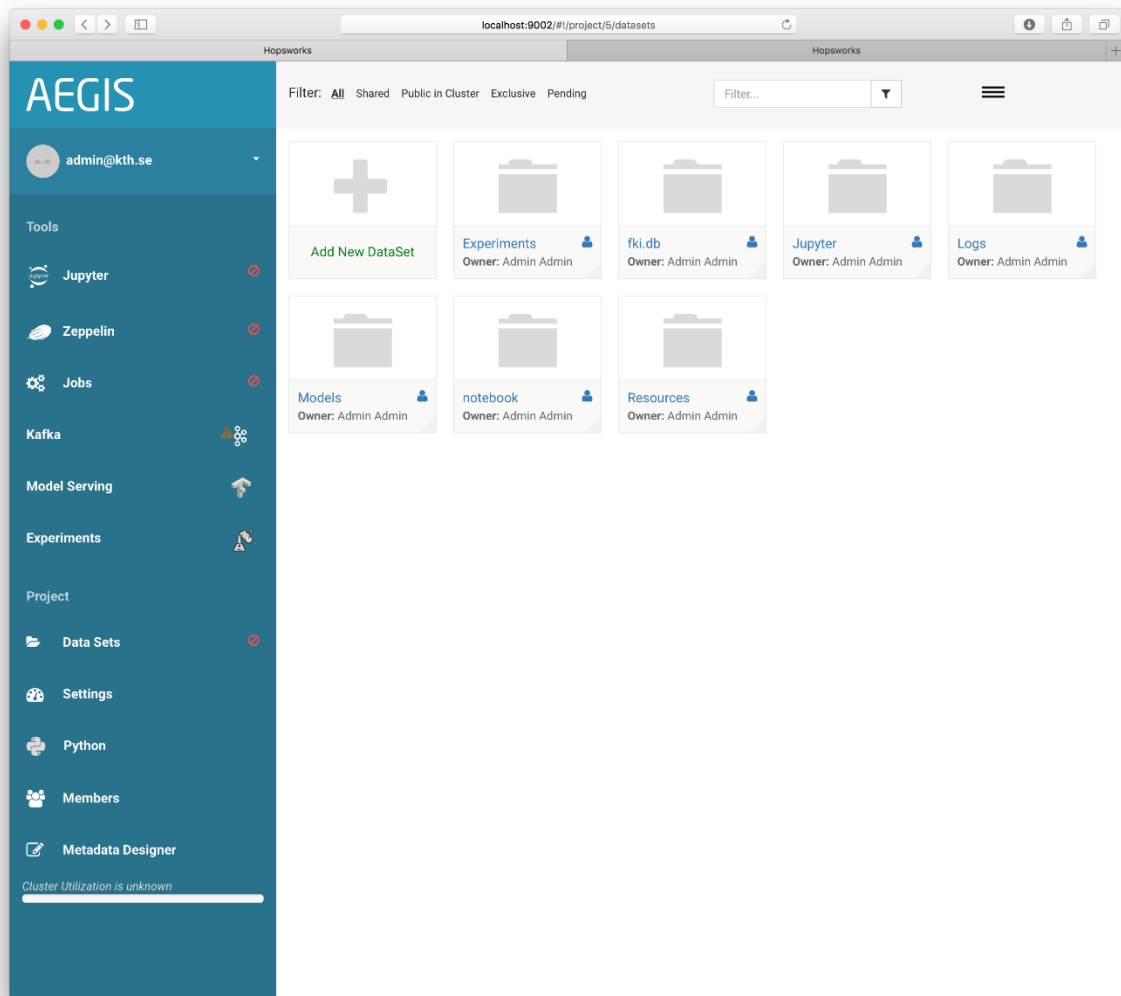 localhost:9002/#!/project/5/datasets
Hopsworks
Hopsworks
AEGIS
Filter: All Shared Public in Cluster Exclusive Pending
Filter...
admin@kth.se
Tools
Jupyter
Zeppelin
Jobs
Kafka
Model Serving
Experiments
Project
Data Sets
Settings
Python
Members
Metadata Designer
Cluster Utilization is unknown
Add New DataSet
Experiments
Owner: Admin Admin
fki.db
Owner: Admin Admin
Jupyter
Owner: Admin Admin
Logs
Owner: Admin Admin
Models
Owner: Admin Admin
notebook
Owner: Admin Admin
Resources
Owner: Admin Admin